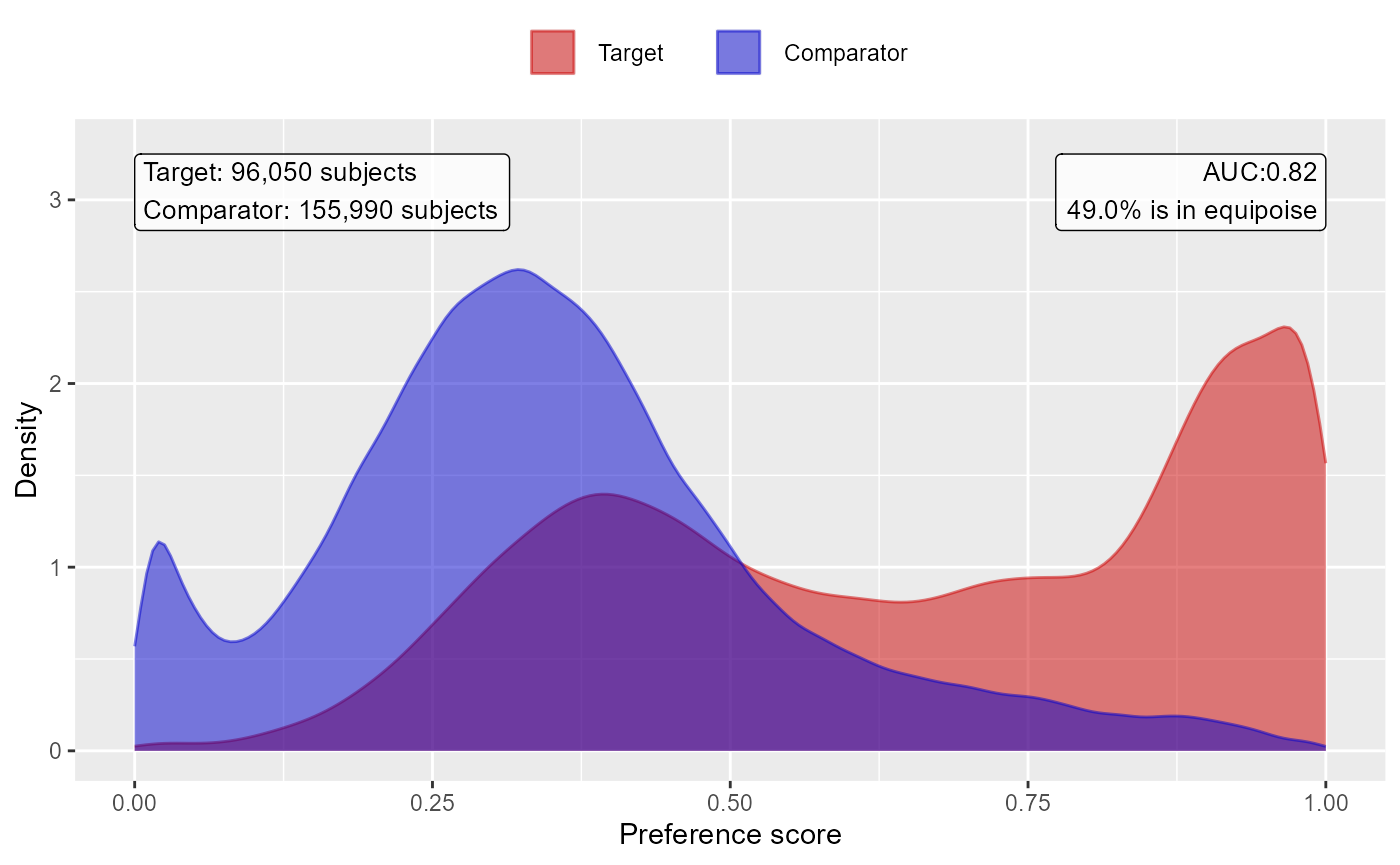 Target Comparator
Target: 96,050 subjects
Comparator: 155,990 subjects
AUC:0.82
49.0% is in equipoise
3
2
1
0
Density
0.00 0.25 0.50 0.75 1.00
Preference score